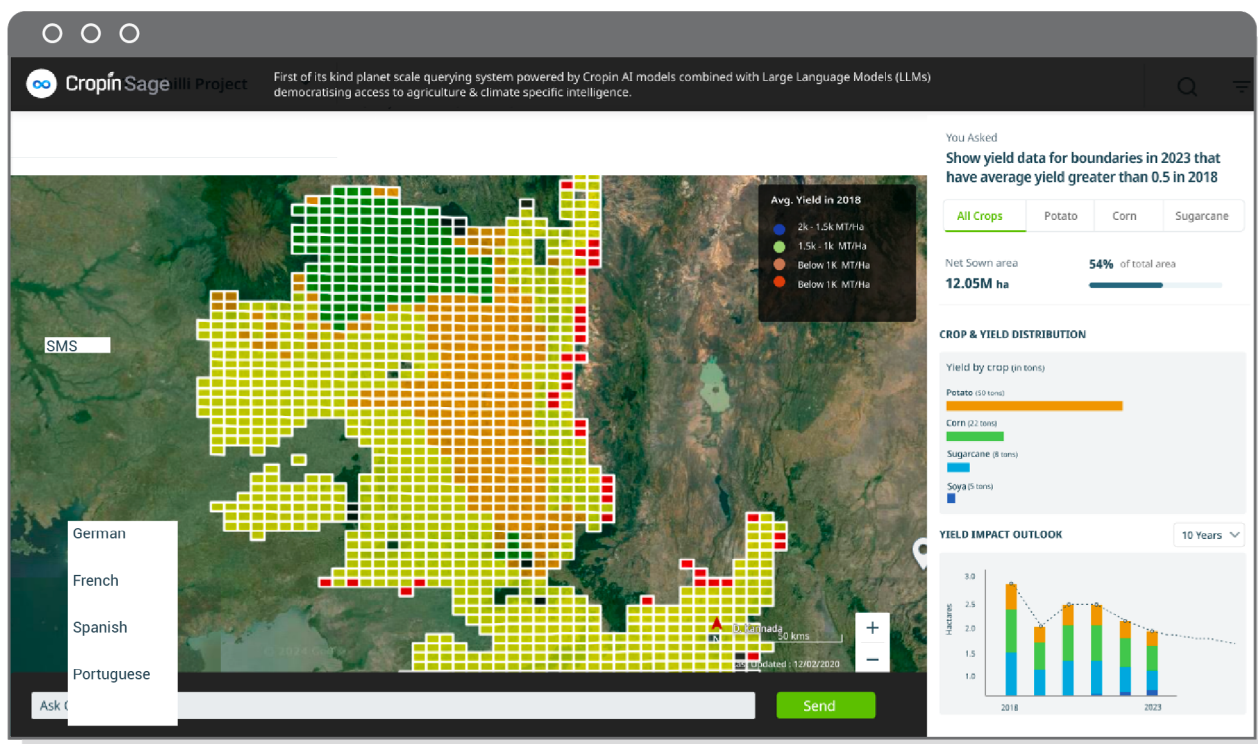 Cropin Sage
illi Project
First of its kind planet scale querying system powered by Cropin AI models combined with Large Language Models (LLMs)
democratising access to agriculture & climate specific intelligence.
You Asked
Show yield data for boundaries in 2023 that
have average yield greater than 0.5 in 2018
All Crops
Potato
Corn
Sugarcane
Net Sown area
54% of total area
12.05M ha
Avg. Yield in 2018
2k - 1.5k MT/Ha
1.5k - 1k MT/Ha
Below 1K MT/Ha
Below 1K MT/Ha
SMS
CROP & YIELD DISTRIBUTION
Yield by crop (in tons)
Potato (50 tons)
Corn (22 tons)
Sugarcane (8 tons)
Soya (5 tons)
YIELD IMPACT OUTLOOK
10 Years
Hactares
3.0
2.5
2.0
1.5
1.0
2018
2023
German
French
Spanish
Portuguese
N
D. Kannada
50 kms
Updated : 12/02/2020
© 2024
+
−
Ask
Send